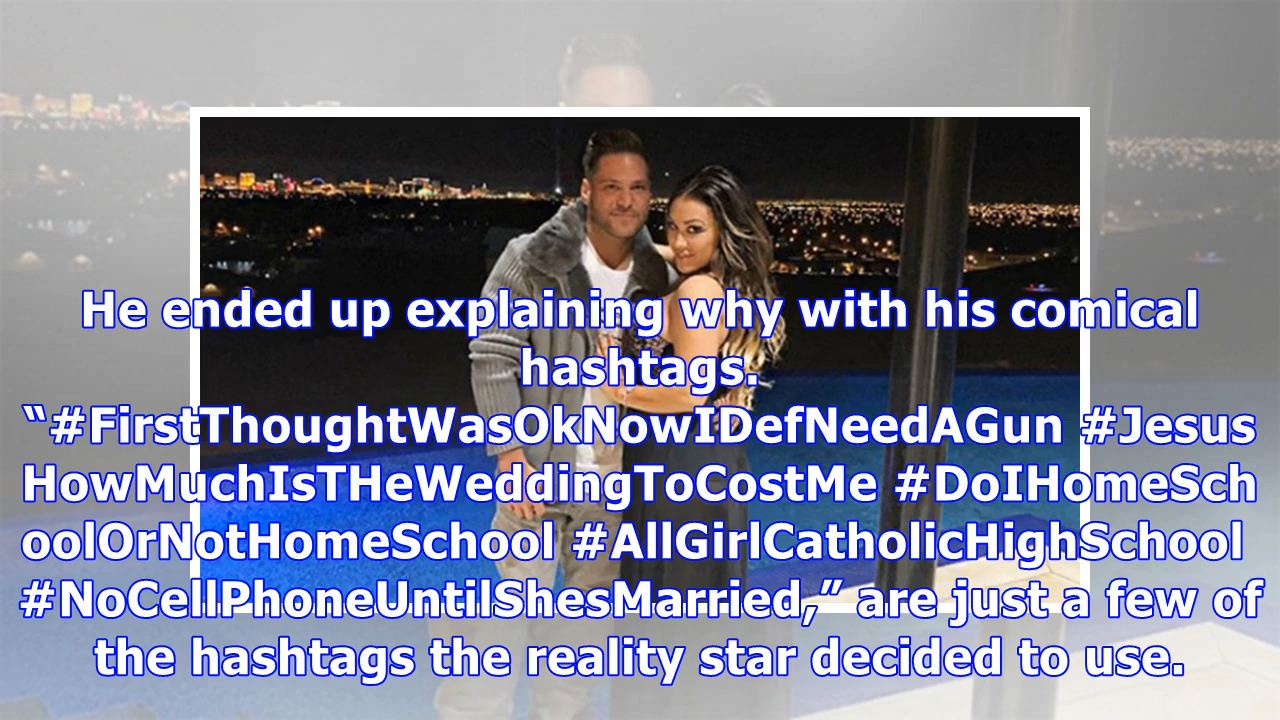 He ended up explaining why with his comical
hashtags.
“#FirstThoughtWasOkNowIDefNeedAGun #Jesus
HowMuchIsTHeWeddingToCostMe #DoIHomeSch
oolOrNotHomeSchool #AllGirlCatholicHighSchool
#NoCellPhoneUntilShesMarried,” are just a few of
the hashtags the reality star decided to use.